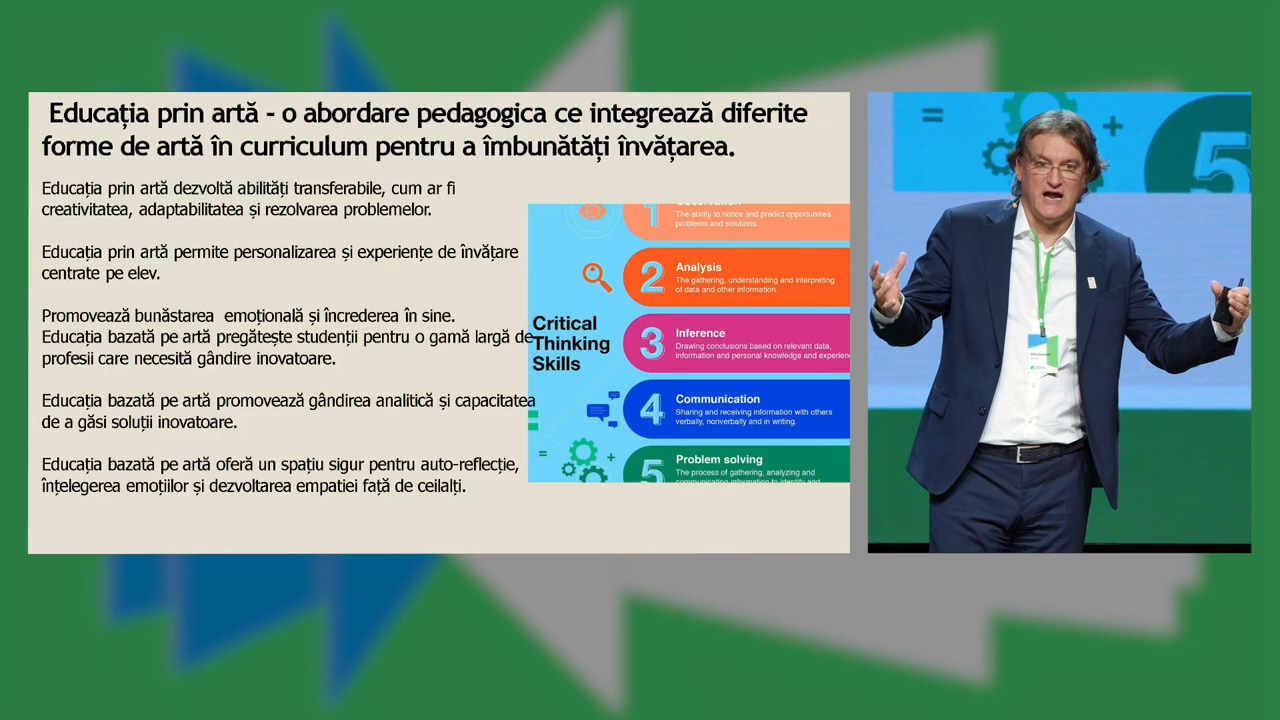 Educația prin artă - o abordare pedagogica ce integrează diferite
forme de artă în curriculum pentru a îmbunătăți învățarea.
Educația prin artă dezvoltă abilități transferabile, cum ar fi
creativitatea, adaptabilitatea și rezolvarea problemelor.
Educația prin artă permite personalizarea și experiențe de învățare
centrate pe elev.
Promovează bunăstarea  emoțională și încrederea în sine.
Educația bazată pe artă pregătește studenții pentru o gamă largă de
profesii care necesită gândire inovatoare.
Educația bazată pe artă promovează gândirea analitică și capacitatea
de a găsi soluții inovatoare.
Educația bazată pe artă oferă un spațiu sigur pentru auto-reflecție,
înțelegerea emoțiilor și dezvoltarea empatiei față de ceilalți.
Critical
Thinking
Skills
1
The ability to notice and predict opportunities,
problems and solutions
2 Analysis
The gathering, understanding and interpreting
of data and other information.
3 Inference
Drawing conclusions based on relevant data,
information and personal knowledge and experien
4 Communication
Sharing and receiving information with others
verbally, nonverbally and in writing.
5 Problem solving
The process of gathering, analyzing and
communicating information to identify and
5